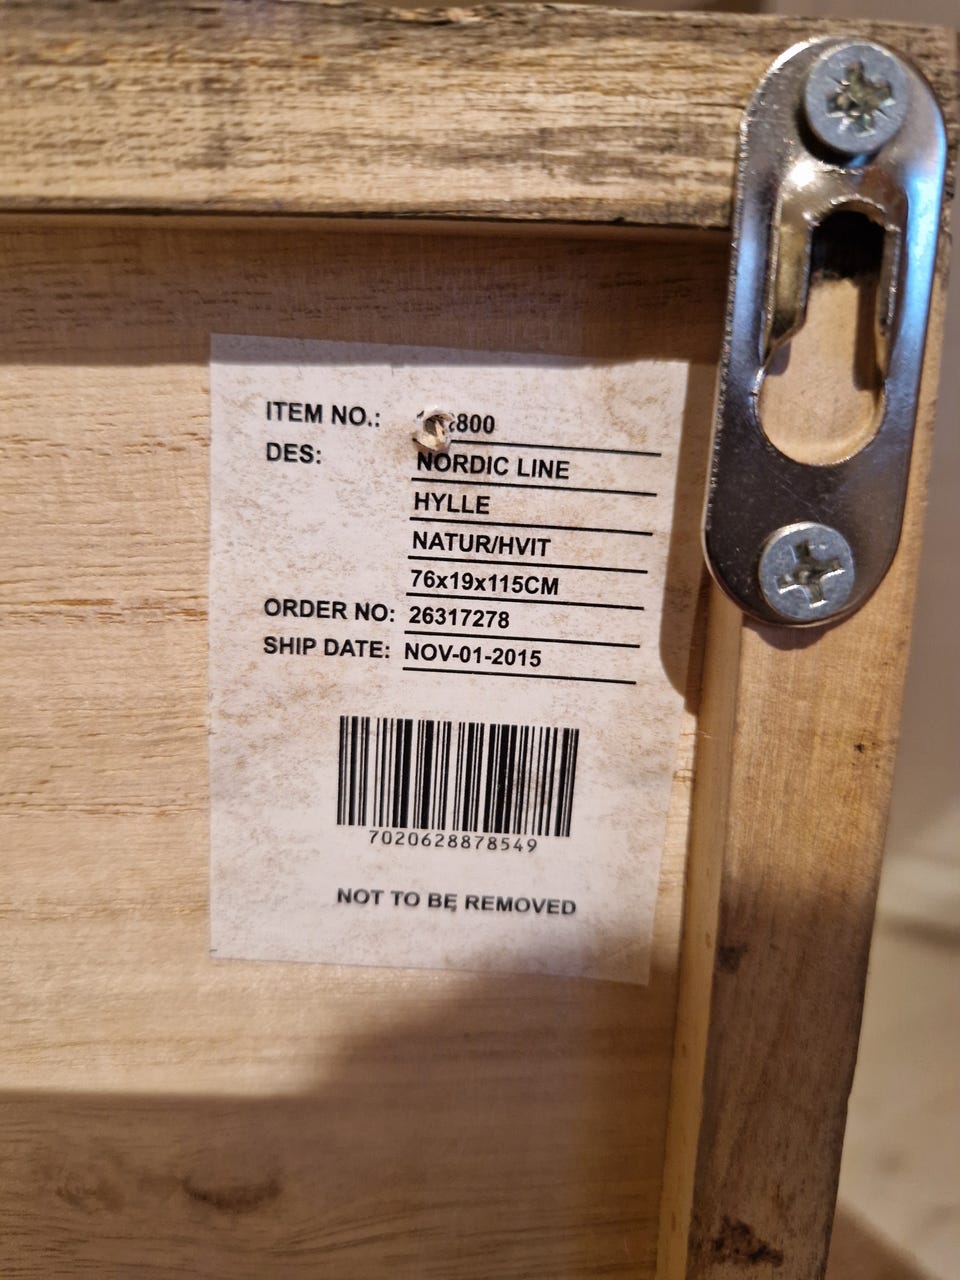 ITEM NO.: 800
DES: NORDIC LINE
HYLLE
NATUR/HVIT
76x19x115CM
ORDER NO: 26317278
SHIP DATE: NOV-01-2015
7020628878549
NOT TO BE REMOVED